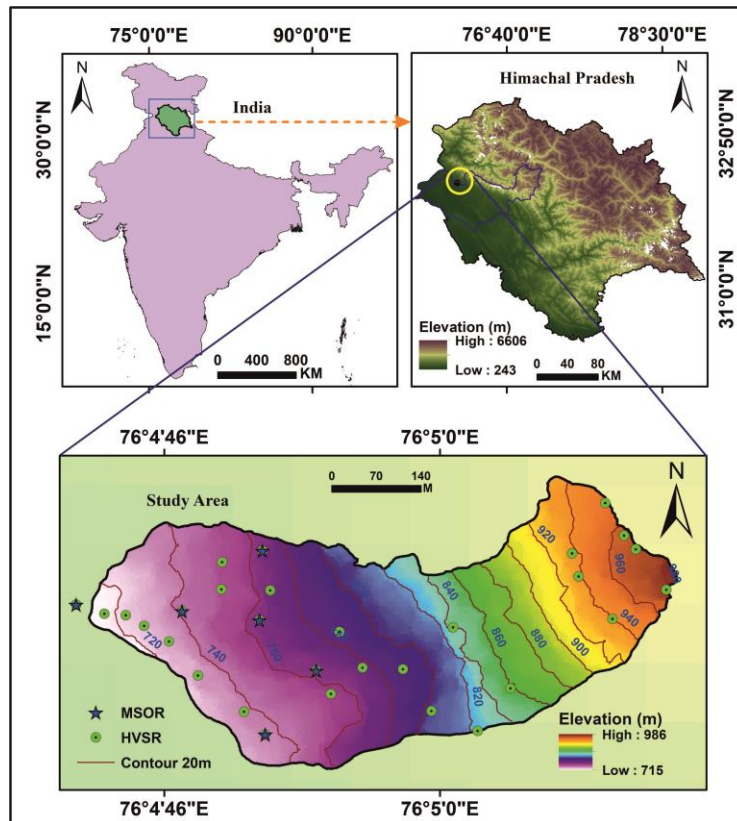 75°0'0"E 90°0'0"E
N
India
30°0'0"N
15°0'0"N
0 400 800
KM
76°40'0"E 78°30'0"E
Himachal Pradesh
N
32°50'0"N
31°0'0"N
Elevation (m)
High : 6606
Low : 243
0 40 80
KM
76°4'46"E 76°5'0"E
0 70 140
M
Study Area
N
920
960
940
900
880
860
840
820
760
740
720
MSOR
HVSR
Contour 20m
Elevation (m)
High : 986
Low : 715
76°4'46"E 76°5'0"E